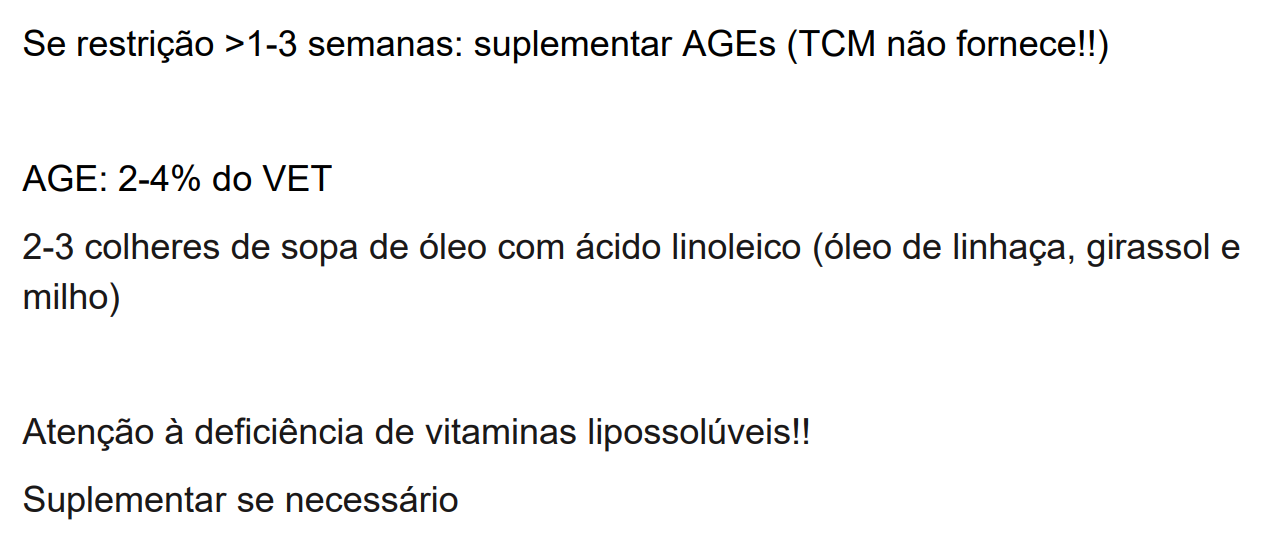 Se restrição >1-3 semanas: suplementar AGEs (TCM não fornece!!)
AGE: 2-4% do VET
2-3 colheres de sopa de óleo com ácido linoleico (óleo de linhaça, girassol e
milho)
Atenção à deficiência de vitaminas lipossolúveis!!
Suplementar se necessário